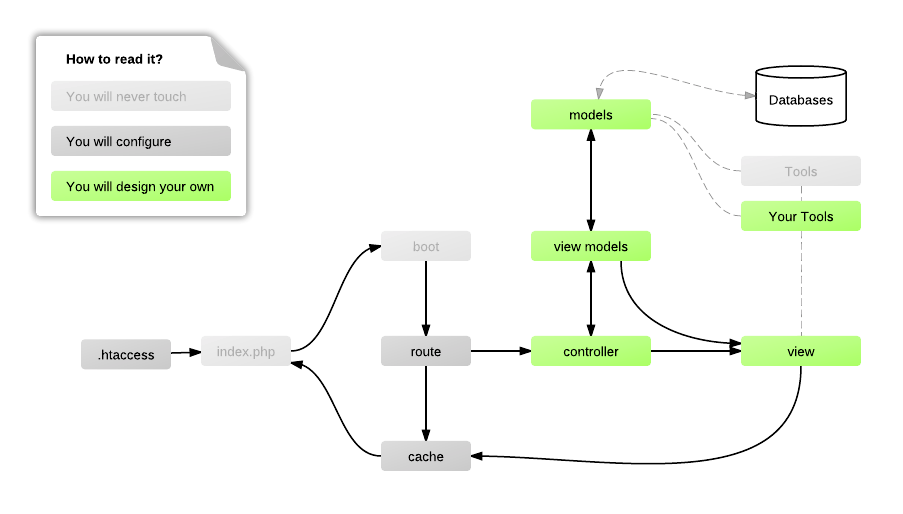 How to read it?
You will never touch
You will configure
You will design your own
models
Databases
Tools
Your Tools
boot
view models
.htaccess
index.php
route
controller
view
cache